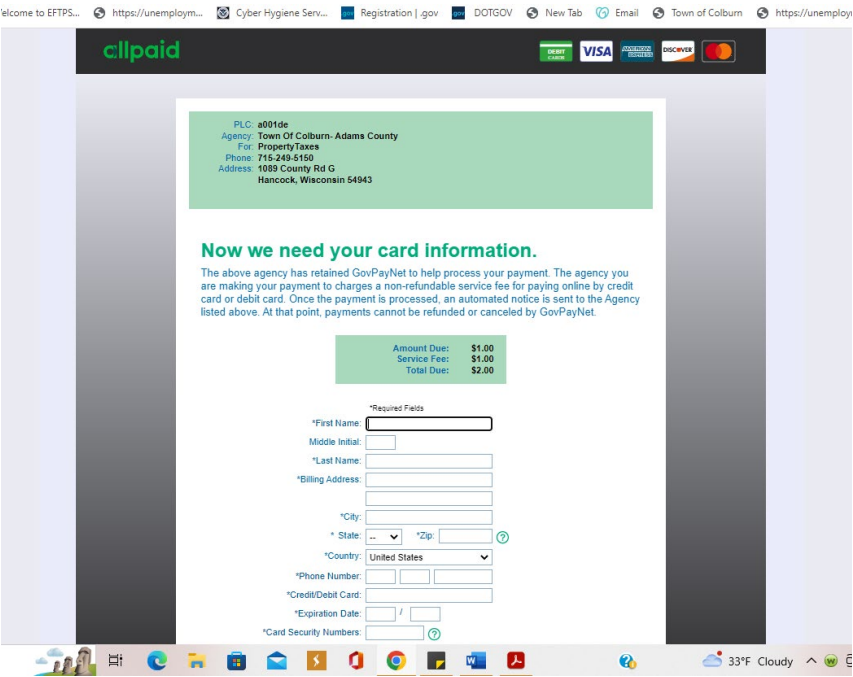 elcome to EFTPS... https://unemploym... Cyber Hygiene Serv... Registration | .gov DOTGOV New Tab Email Town of Colburn https://unemploym
allpaid
DEBIT CARDS VISA AMERICAN EXPRESS DISCOVER
PLC: a001de
Agency: Town Of Colburn- Adams County
For: PropertyTaxes
Phone: 715-249-5150
Address: 1089 County Rd G
Hancock, Wisconsin 54943
Now we need your card information.
The above agency has retained GovPayNet to help process your payment. The agency you
are making your payment to charges a non-refundable service fee for paying online by credit
card or debit card. Once the payment is processed, an automated notice is sent to the Agency
listed above. At that point, payments cannot be refunded or canceled by GovPayNet.
Amount Due: $1.00
Service Fee: $1.00
Total Due: $2.00
*Required Fields
*First Name:
Middle Initial:
*Last Name:
*Billing Address:
*City:
* State: -- *Zip:
*Country: United States
*Phone Number:
*Credit/Debit Card:
*Expiration Date: /
*Card Security Numbers:
33°F Cloudy